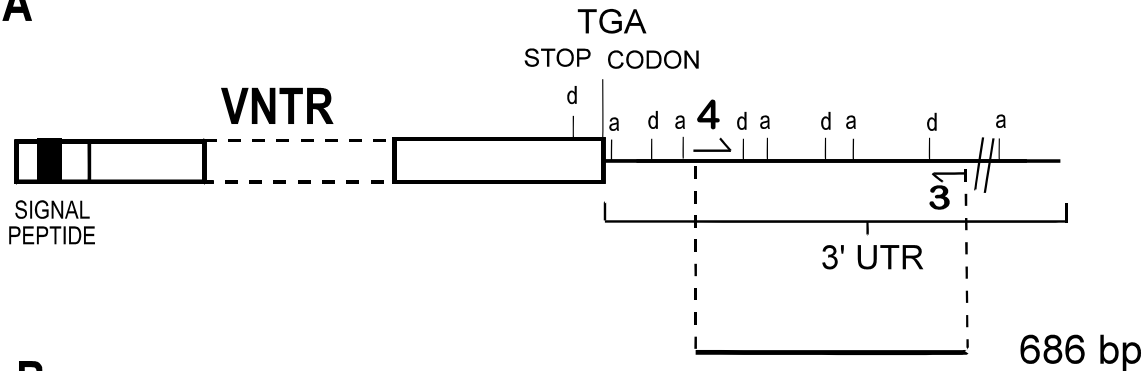 A
TGA
STOP CODON
VNTR
d
a d a 4 d a d a d a
3
SIGNAL
PEPTIDE
3' UTR
686 bp